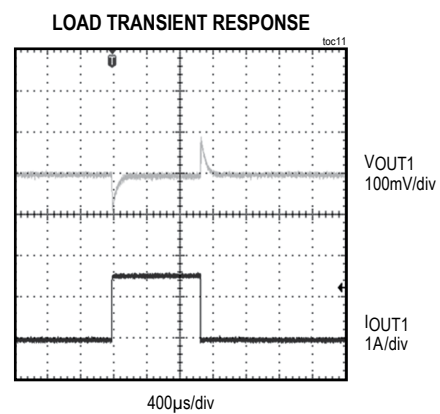 LOAD TRANSIENT RESPONSE
toc11
T
VOUT1
100mV/div
IOUT1
1A/div
400µs/div